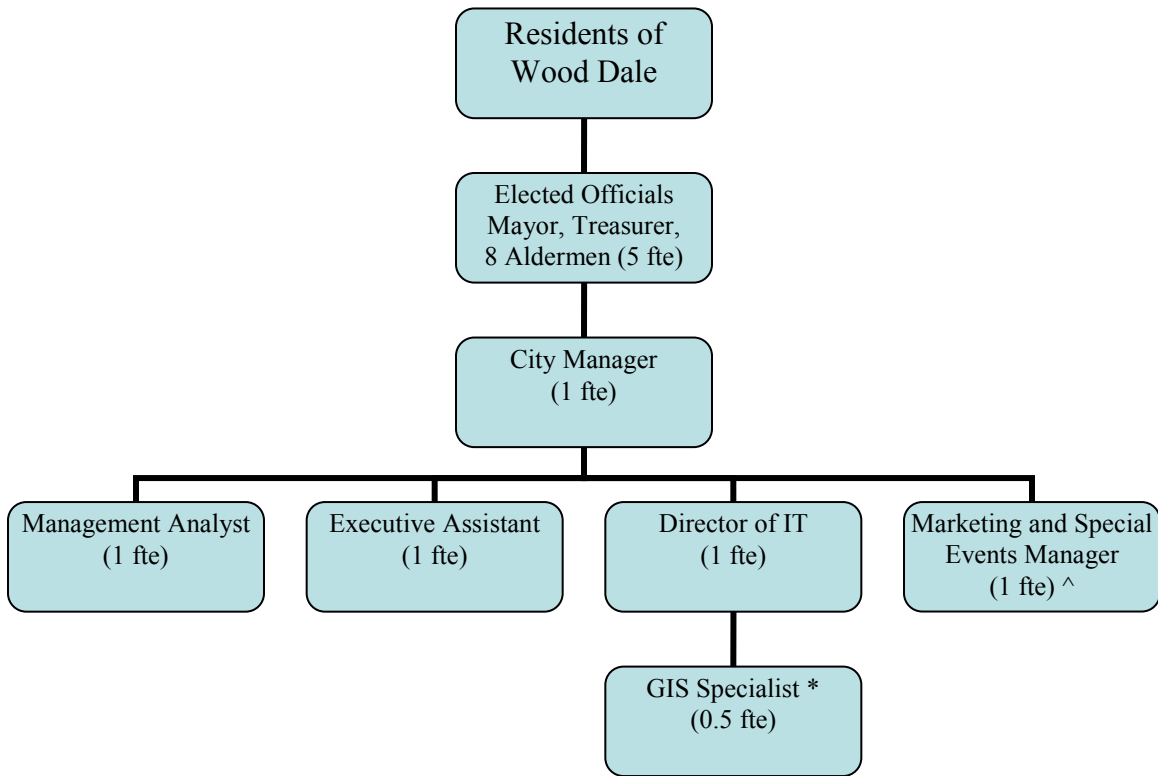 Residents of
Wood Dale
Elected Officials
Mayor, Treasurer,
8 Aldermen (5 fte)
City Manager
(1 fte)
Management Analyst
(1 fte)
Executive Assistant
(1 fte)
Director of IT
(1 fte)
Marketing and Special
Events Manager
(1 fte) ^
GIS Specialist *
(0.5 fte)